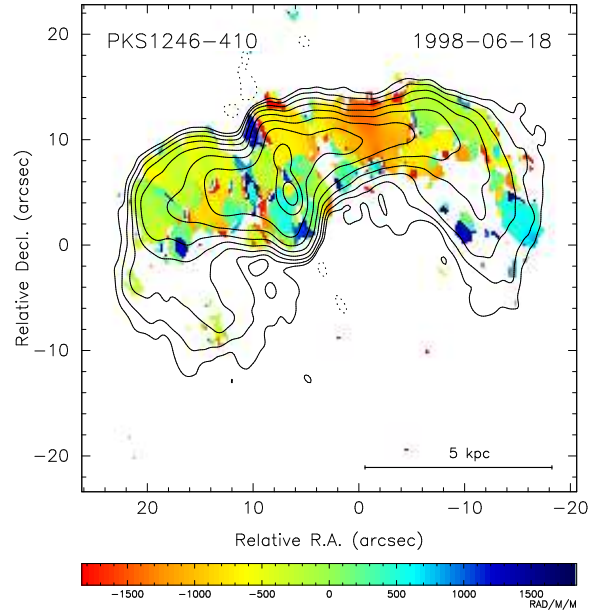 PKS1246-410 1998-06-18
20
10
0
-10
-20
Relative Decl. (arcsec)
5 kpc
20 10 0 -10 -20
Relative R.A. (arcsec)
-1500 -1000 -500 0 500 1000 1500
RAD/M/M